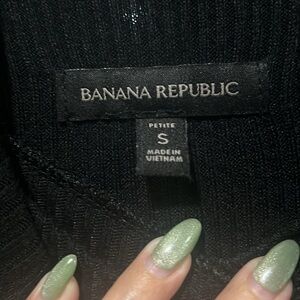 BANANA REPUBLIC
PETITE
S
MADE IN
VIETNAM